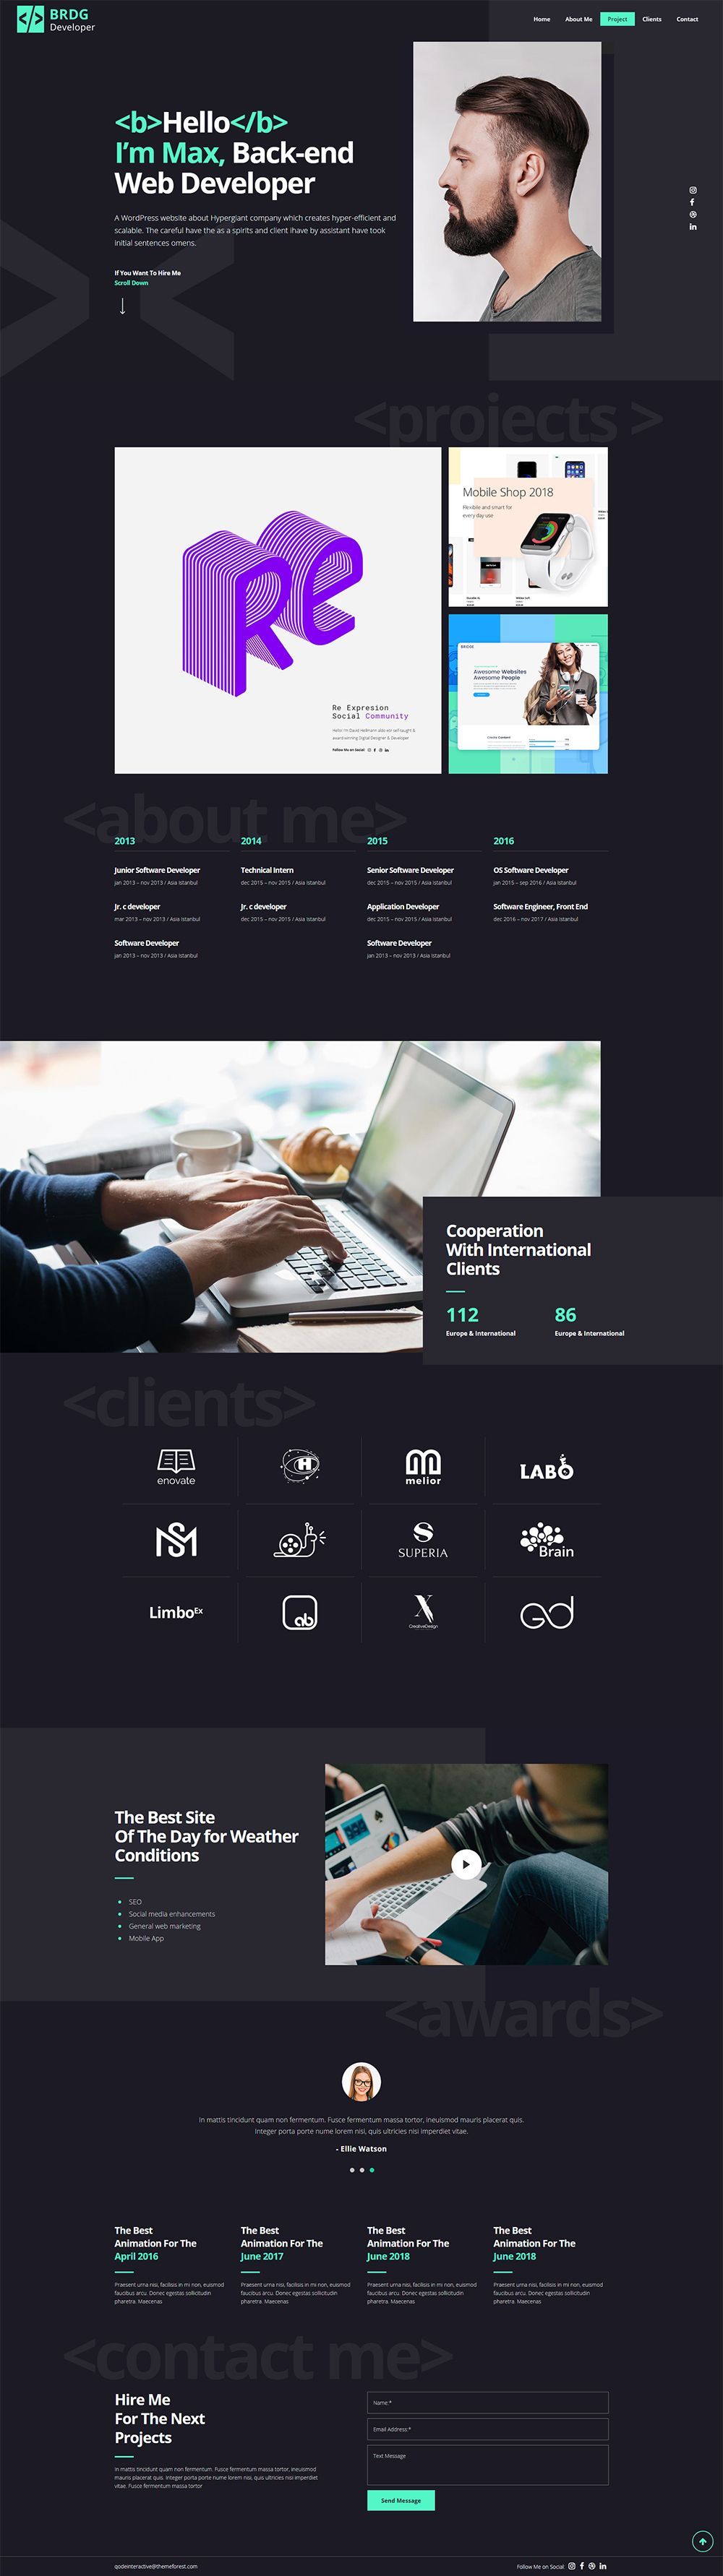 BRDG
Developer
Home About Me Project Clients Contact
<b>Hello</b>
I'm Max, Back-end
Web Developer
A WordPress website about Hypergiant company which creates hyper-efficient and
scalable. The careful have the as a spirits and client ihave by assistant have took
initial sentences omens.
If You Want To Hire Me
Scroll Down
<projects >
Re
Re Expresion
Social Community
Follow Me on Social
Mobile Shop 2018
Flexibile and smart for
every day use
BRIDGE
Awesome Websites
Awesome People
Creative Content
<about me>
2013
Junior Software Developer
jan 2013 – nov 2013 / Asia Istanbul
Jr. c developer
mar 2013 – nov 2013 / Asia Istanbul
Software Developer
jan 2013 – nov 2013 / Asia Istanbul
2014
Technical Intern
dec 2015 – nov 2015 / Asia Istanbul
Jr. c developer
dec 2015 – nov 2015 / Asia Istanbul
2015
Senior Software Developer
dec 2015 – nov 2015 / Asia Istanbul
Application Developer
dec 2015 – nov 2015 / Asia Istanbul
Software Developer
jan 2013 – nov 2013 / Asia Istanbul
2016
OS Software Developer
jan 2015 – sep 2016 / Asia Istanbul
Software Engineer, Front End
dec 2016 – nov 2017 / Asia Istanbul
Cooperation
With International
Clients
112
Europe & International
86
Europe & International
<clients>
enovate
H
melior
LABO
SUPERIA
Brain
LimboEx
ab
X
CreativeDesign
<awards>
The Best Site
Of The Day for Weather
Conditions
SEO
Social media enhancements
General web marketing
Mobile App
In mattis tincidunt quam non fermentum. Fusce fermentum massa tortor, ineuismod mauris placerat quis.
Integer porta porte nume lorem nisi, quis ultricies nisi imperdiet vitae.
- Ellie Watson
The Best
Animation For The
April 2016
Praesent urna nisi, facilisis in mi non, euismod
faucibus arcu. Donec egestas sollicitudin
pharetra. Maecenas
The Best
Animation For The
June 2017
Praesent urna nisi, facilisis in mi non, euismod
faucibus arcu. Donec egestas sollicitudin
pharetra. Maecenas
The Best
Animation For The
June 2018
Praesent urna nisi, facilisis in mi non, euismod
faucibus arcu. Donec egestas sollicitudin
pharetra. Maecenas
The Best
Animation For The
June 2018
Praesent urna nisi, facilisis in mi non, euismod
faucibus arcu. Donec egestas sollicitudin
pharetra. Maecenas
<contact me>
Hire Me
For The Next
Projects
In mattis tincidunt quam non fermentum. Fusce fermentum massa tortor, ineuismod
mauris placerat quis. Integer porta porte nume lorem nisi, quis ultricies nisi imperdiet
vitae. Fusce fermentum massa tortor
Name:*
Email Address:*
Text Message
Send Message
qodeinteractive@themeforest.com
Follow Me on Social